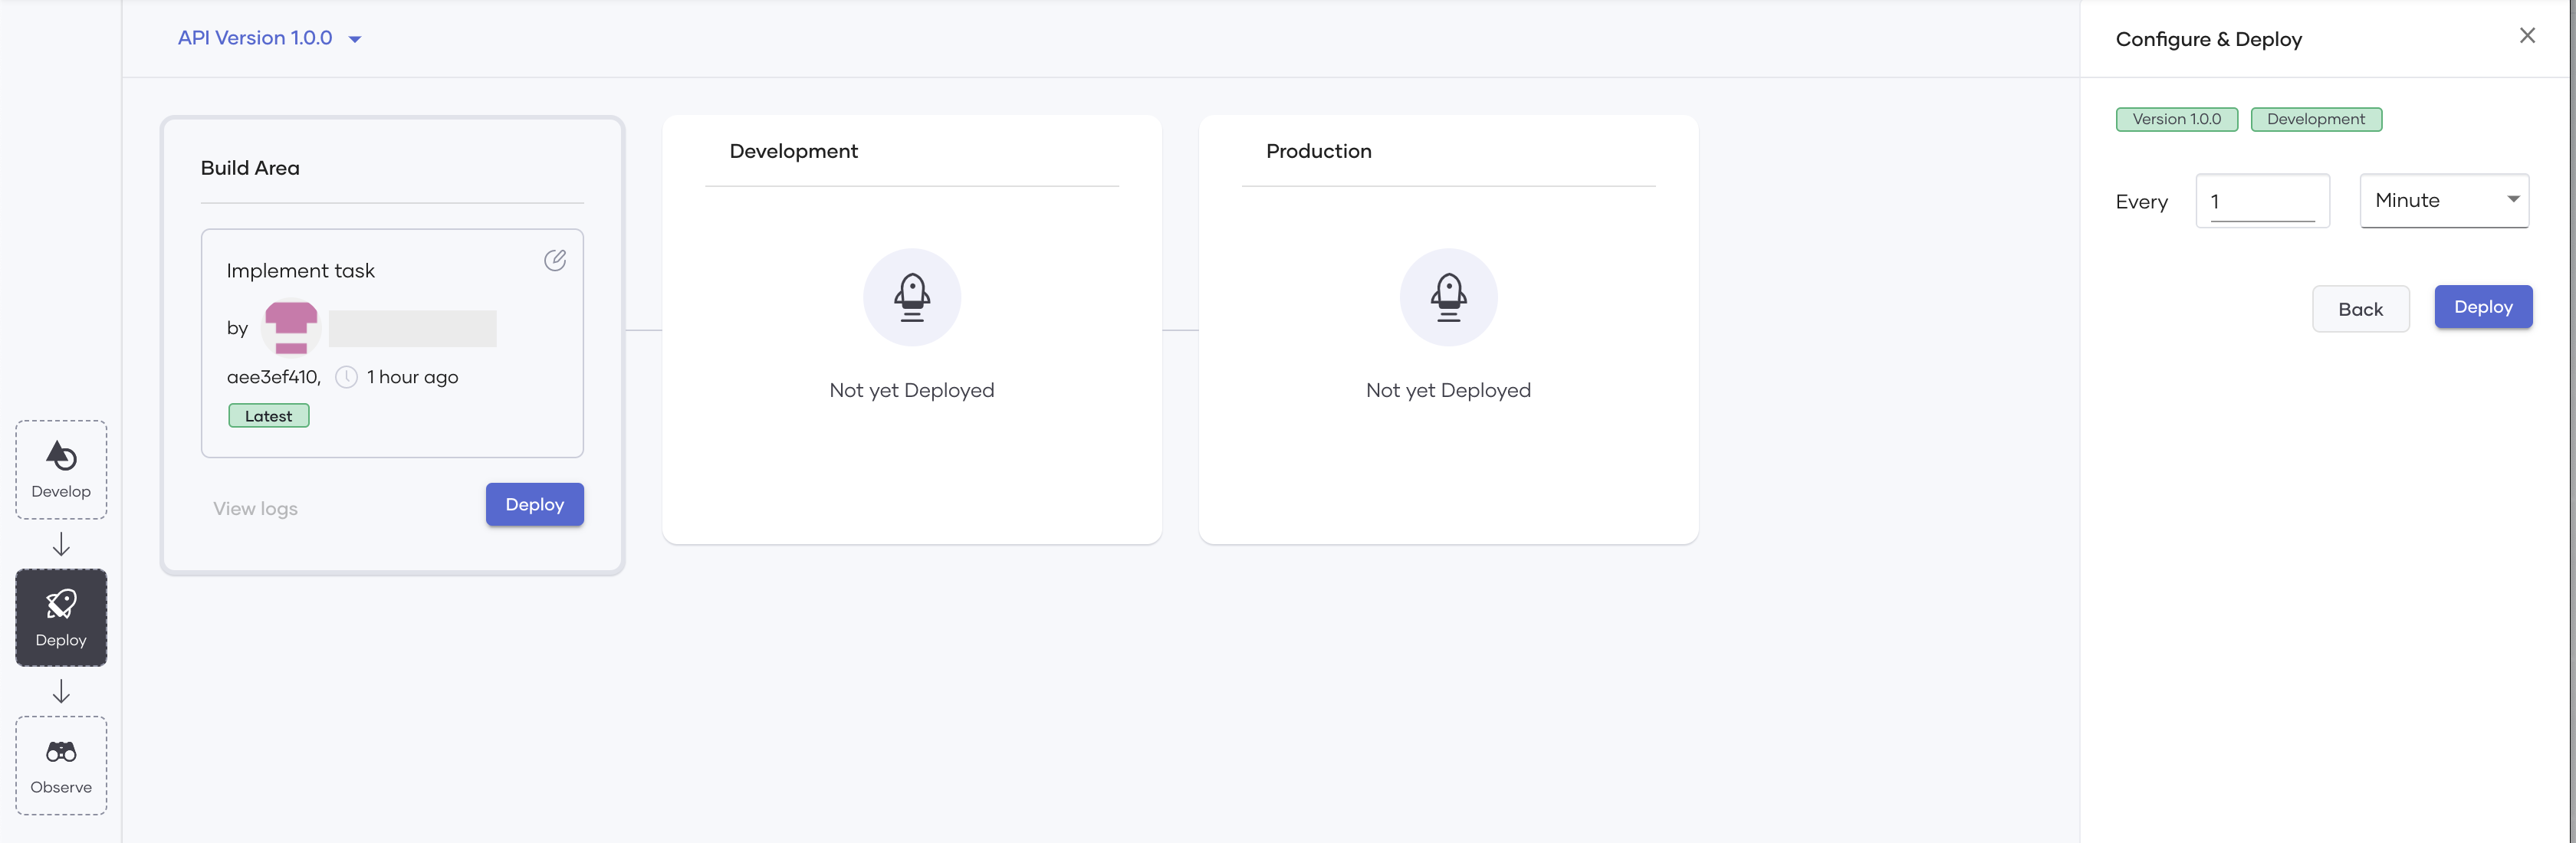 API Version 1.0.0
Configure & Deploy
Version 1.0.0 Development
Every 1 Minute
Back Deploy
Build Area
Implement task
by
aee3ef410, 1 hour ago
Latest
View logs Deploy
Development
Not yet Deployed
Production
Not yet Deployed
Develop
Deploy
Observe